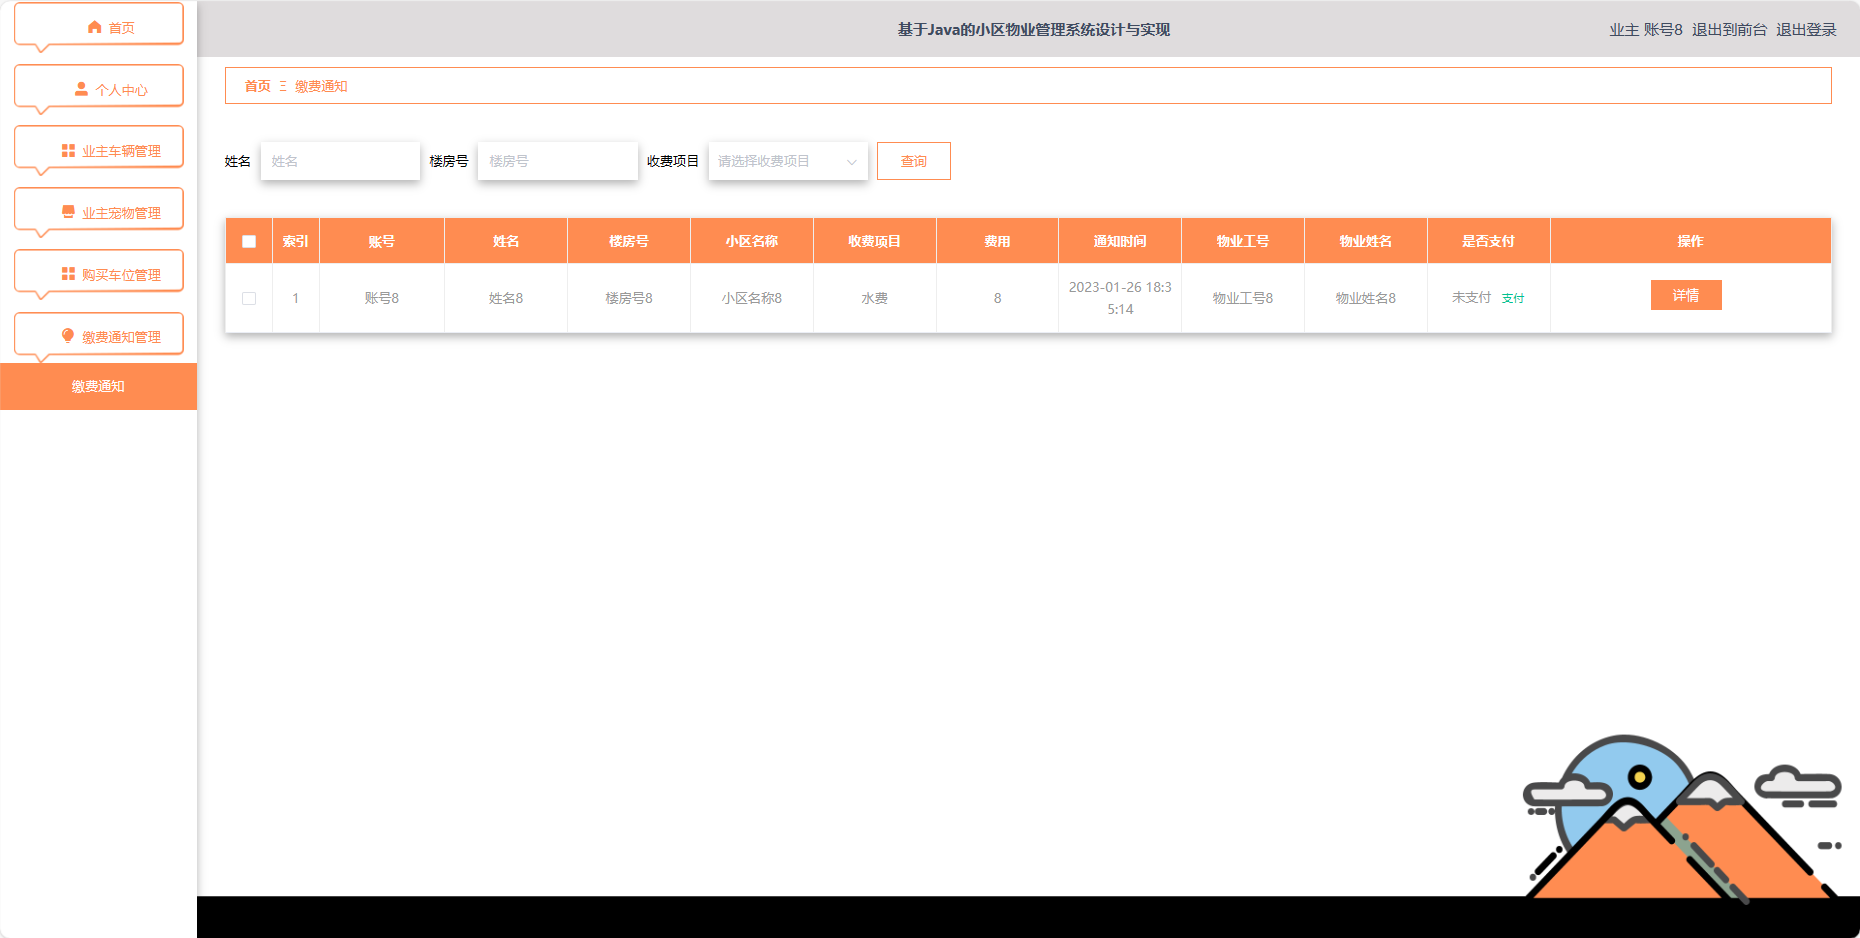 首页
个人中心
业主车辆管理
业主宠物管理
购买车位管理
缴费通知管理
缴费通知
基于Java的小区物业管理系统设计与实现
业主 账号8 退出到前台 退出登录
首页 Ξ 缴费通知
姓名 姓名 楼房号 楼房号 收费项目 请选择收费项目 查询
索引 账号 姓名 楼房号 小区名称 收费项目 费用 通知时间 物业工号 物业姓名 是否支付 操作
1 账号8 姓名8 楼房号8 小区名称8 水费 8 2023-01-26 18:3
5:14 物业工号8 物业姓名8 未支付 支付 详情